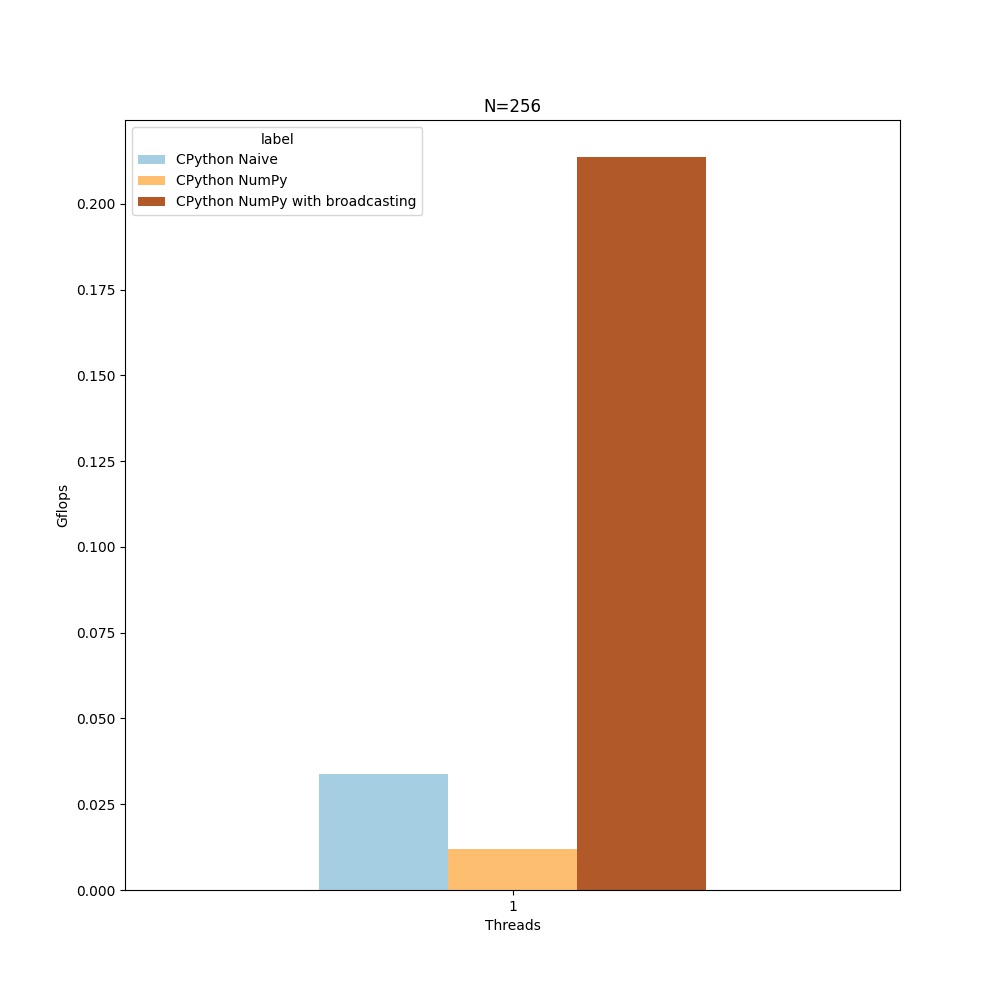 N=256
label
CPython Naive
CPython NumPy
CPython NumPy with broadcasting
0.200
0.175
0.150
0.125
0.100
0.075
0.050
0.025
0.000
Gflops
1
Threads